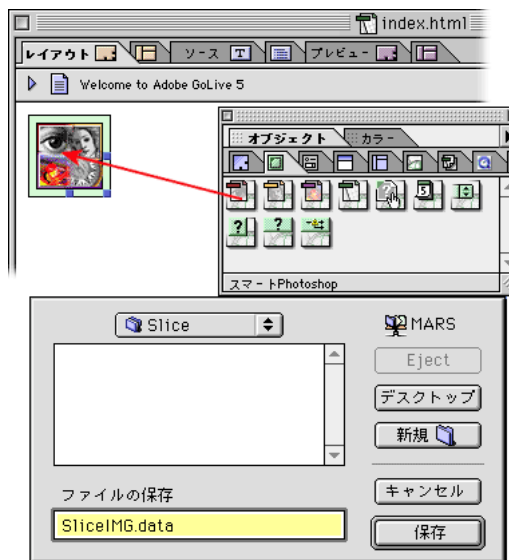 index.html
レイアウト
ソース
プレビュー
Welcome to Adobe GoLive 5
オブジェクト
カラー
スマートPhotoshop
Slice
MARS
Eject
デスクトップ
新規
ファイルの保存
キャンセル
SliceIMG.data
保存